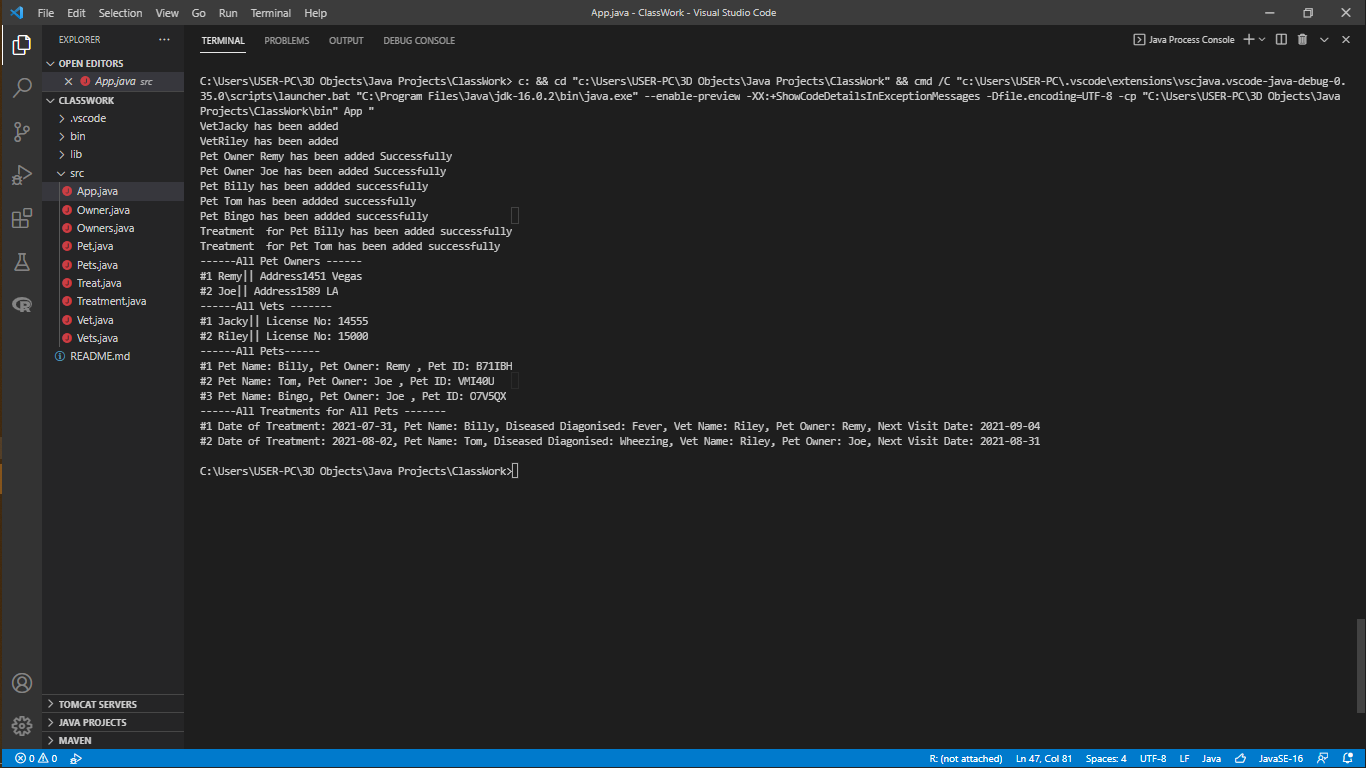 File Edit Selection View Go Run Terminal Help
App.java - ClassWork - Visual Studio Code
EXPLORER
OPEN EDITORS
App.java src
CLASSWORK
.vscode
bin
lib
src
App.java
Owner.java
Owners.java
Pet.java
Pets.java
Treat.java
Treatment.java
Vet.java
Vets.java
README.md
TOMCAT SERVERS
JAVA PROJECTS
MAVEN
TERMINAL PROBLEMS OUTPUT DEBUG CONSOLE
Java Process Console
C:\Users\USER-PC\3D Objects\Java Projects\ClassWork> c: && cd "c:\Users\USER-PC\3D Objects\Java Projects\ClassWork" && cmd /C "c:\Users\USER-PC\.vscode\extensions\vscjava.vscode-java-debug-0.
35.0\scripts\launcher.bat "C:\Program Files\Java\jdk-16.0.2\bin\java.exe" --enable-preview -XX:+ShowCodeDetailsInExceptionMessages -Dfile.encoding=UTF-8 -cp "C:\Users\USER-PC\3D Objects\Java
Projects\ClassWork\bin" App "
VetJacky has been added
VetRiley has been added
Pet Owner Remy has been added Successfully
Pet Owner Joe has been added Successfully
Pet Billy has been addded successfully
Pet Tom has been addded successfully
Pet Bingo has been addded successfully
Treatment  for Pet Billy has been added successfully
Treatment  for Pet Tom has been added successfully
------All Pet Owners ------
#1 Remy|| Address1451 Vegas
#2 Joe|| Address1589 LA
------All Vets -------
#1 Jacky|| License No: 14555
#2 Riley|| License No: 15000
------All Pets------
#1 Pet Name: Billy, Pet Owner: Remy , Pet ID: B71IBH
#2 Pet Name: Tom, Pet Owner: Joe , Pet ID: VMI40U
#3 Pet Name: Bingo, Pet Owner: Joe , Pet ID: O7V5QX
------All Treatments for All Pets -------
#1 Date of Treatment: 2021-07-31, Pet Name: Billy, Diseased Diagonised: Fever, Vet Name: Riley, Pet Owner: Remy, Next Visit Date: 2021-09-04
#2 Date of Treatment: 2021-08-02, Pet Name: Tom, Diseased Diagonised: Wheezing, Vet Name: Riley, Pet Owner: Joe, Next Visit Date: 2021-08-31
C:\Users\USER-PC\3D Objects\Java Projects\ClassWork>
0 0
R: (not attached) Ln 47, Col 81 Spaces: 4 UTF-8 LF Java JavaSE-16